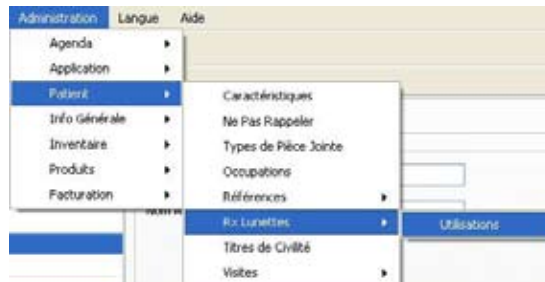 Administration Langue Aide
Agenda
Application
Patient
Info Générale
Inventaire
Produits
Facturation
Caractéristiques
Ne Pas Rappeler
Types de Pièce Jointe
Occupations
Références
Rx Lunettes
Titres de Civilité
Visites
Utilisations